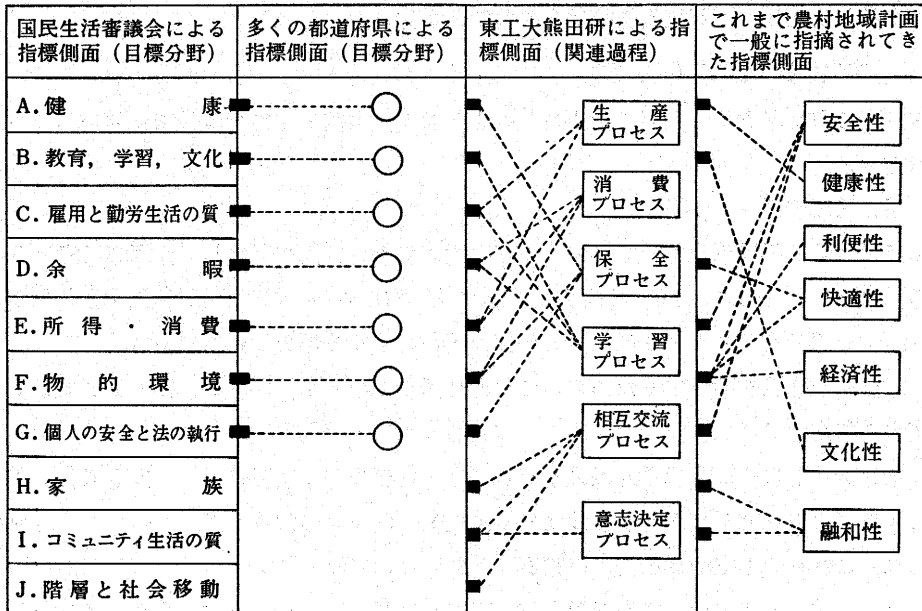 国民生活審議会による
指標側面（目標分野）
多くの都道府県による
指標側面（目標分野）
東工大熊田研による指
標側面（関連過程）
これまで農村地域計画
で一般に指摘されてき
た指標側面
A.健康
B.教育，学習，文化
C.雇用と勤労生活の質
D.余暇
E.所得・消費
F.物的環境
G.個人の安全と法の執行
H.家族
I.コミュニティ生活の質
J.階層と社会移動
生産
プロセス
消費
プロセス
保全
プロセス
学習
プロセス
相互交流
プロセス
意志決定
プロセス
安全性
健康性
利便性
快適性
経済性
文化性
融和性